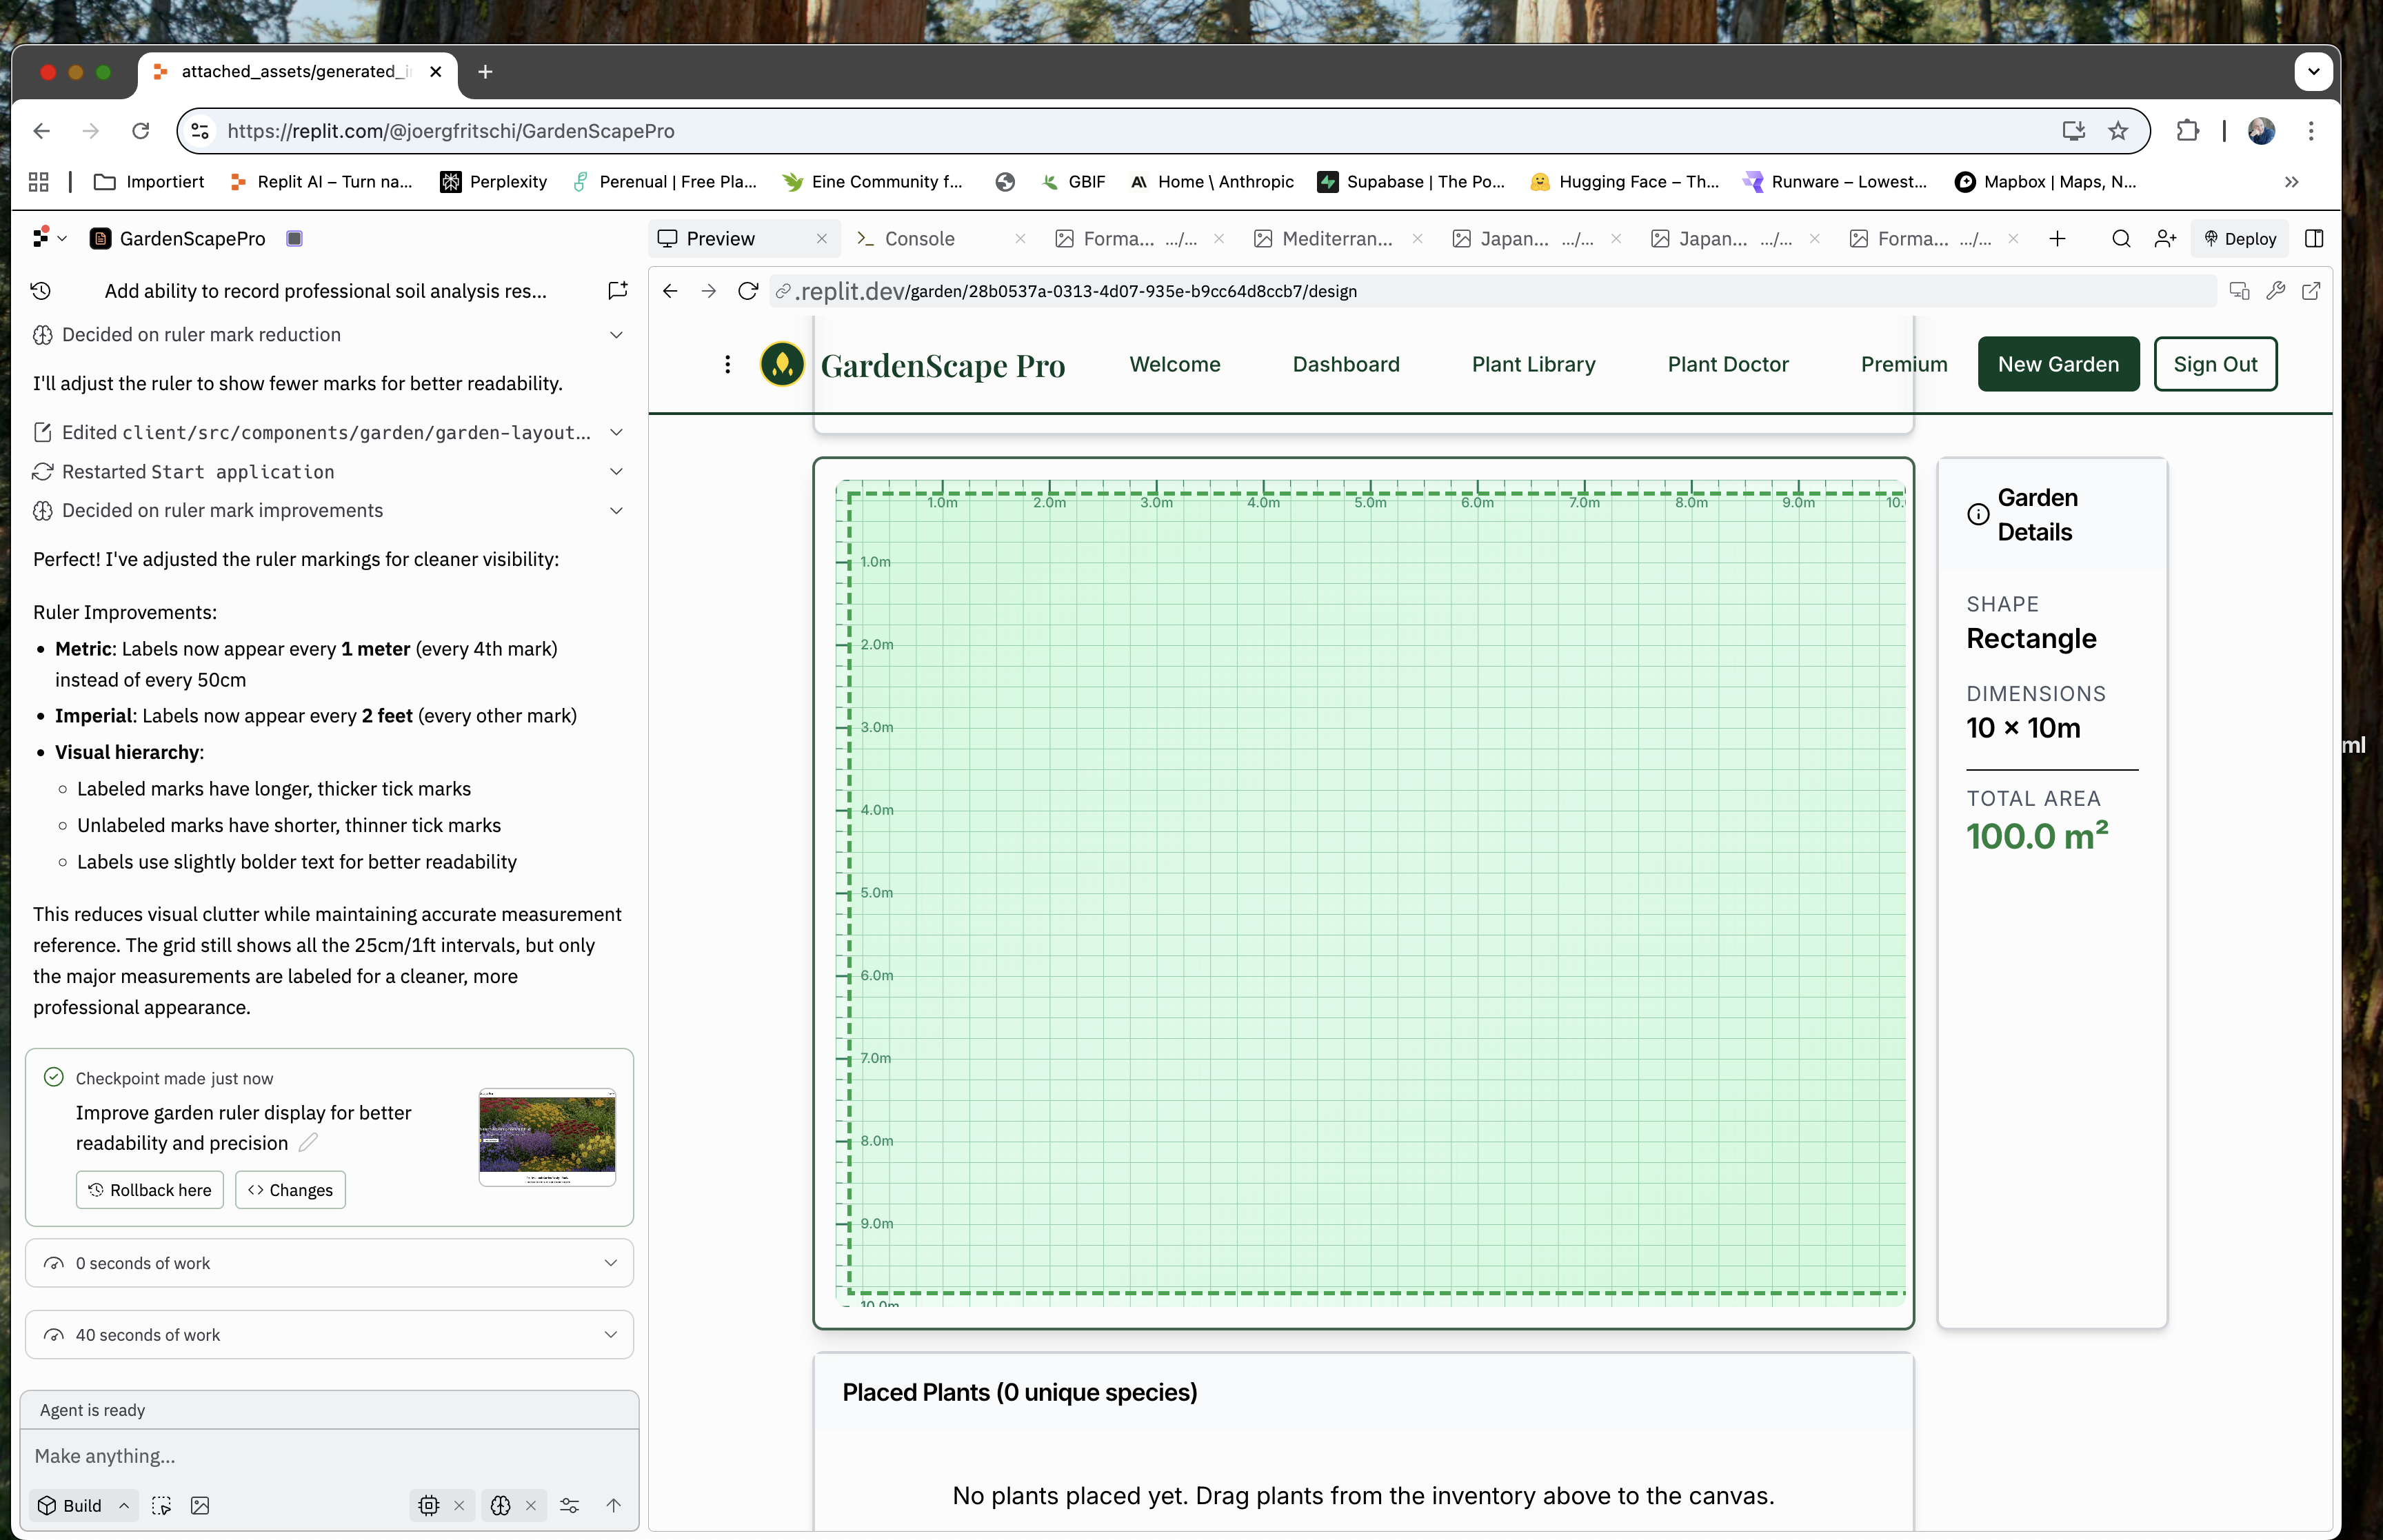 attached_assets/generated_i
https://replit.com/@joergfritschi/GardenScapePro
Importiert
Replit AI – Turn na...
Perplexity
Perenual | Free Pla...
Eine Community f...
GBIF
Home \ Anthropic
Supabase | The Po...
Hugging Face – Th...
Runware – Lowest...
Mapbox | Maps, N...
GardenScapePro
Add ability to record professional soil analysis res...
Decided on ruler mark reduction
I'll adjust the ruler to show fewer marks for better readability.
Edited client/src/components/garden/garden-layout...
Restarted Start application
Decided on ruler mark improvements
Perfect! I've adjusted the ruler markings for cleaner visibility:
Ruler Improvements:
• Metric: Labels now appear every 1 meter (every 4th mark)
instead of every 50cm
• Imperial: Labels now appear every 2 feet (every other mark)
• Visual hierarchy:
○ Labeled marks have longer, thicker tick marks
○ Unlabeled marks have shorter, thinner tick marks
○ Labels use slightly bolder text for better readability
This reduces visual clutter while maintaining accurate measurement
reference. The grid still shows all the 25cm/1ft intervals, but only
the major measurements are labeled for a cleaner, more
professional appearance.
Checkpoint made just now
Improve garden ruler display for better
readability and precision
Rollback here
Changes
0 seconds of work
40 seconds of work
Agent is ready
Make anything...
Build
Preview
Console
Forma... .../...
Mediterran...
Japan... .../...
Japan... .../...
Forma... .../...
Deploy
.replit.dev/garden/28b0537a-0313-4d07-935e-b9cc64d8ccb7/design
GardenScape Pro
Welcome
Dashboard
Plant Library
Plant Doctor
Premium
New Garden
Sign Out
1.0m
2.0m
3.0m
4.0m
5.0m
6.0m
7.0m
8.0m
9.0m
10.
1.0m
2.0m
3.0m
4.0m
5.0m
6.0m
7.0m
8.0m
9.0m
10.0m
Garden
Details
SHAPE
Rectangle
DIMENSIONS
10 × 10m
TOTAL AREA
100.0 m²
Placed Plants (0 unique species)
No plants placed yet. Drag plants from the inventory above to the canvas.
ml